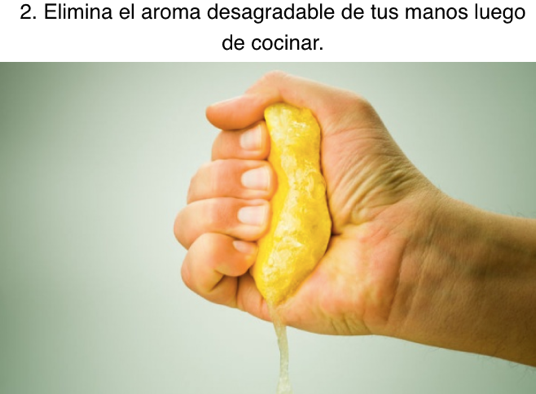 2. Elimina el aroma desagradable de tus manos luego
de cocinar.